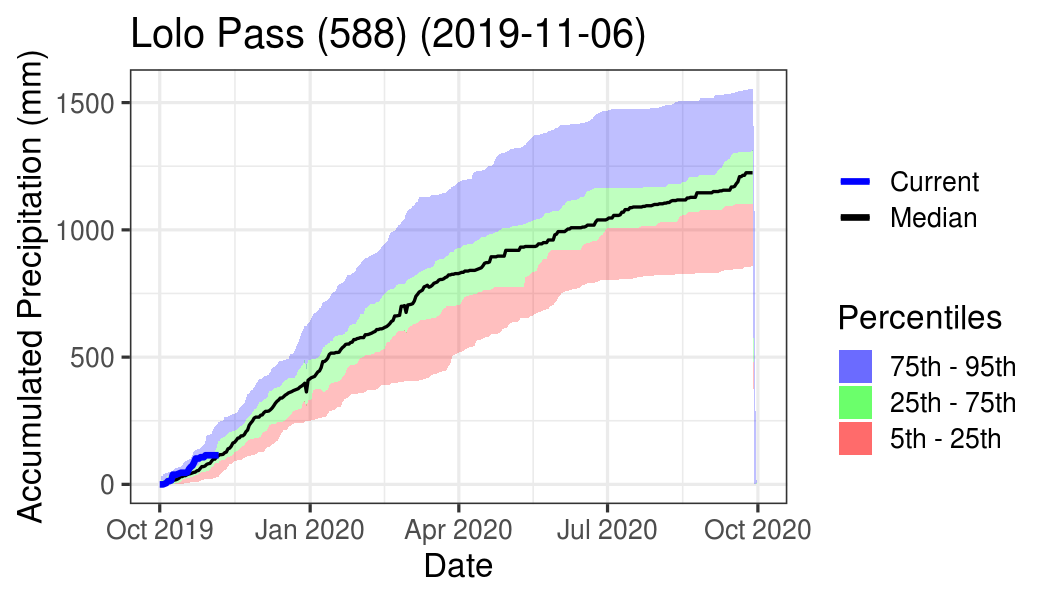 Lolo Pass (588) (2019-11-06)
Accumulated Precipitation (mm)
1500
1000
500
0
Oct 2019 Jan 2020 Apr 2020 Jul 2020 Oct 2020
Date
Current
Median
Percentiles
75th - 95th
25th - 75th
5th - 25th